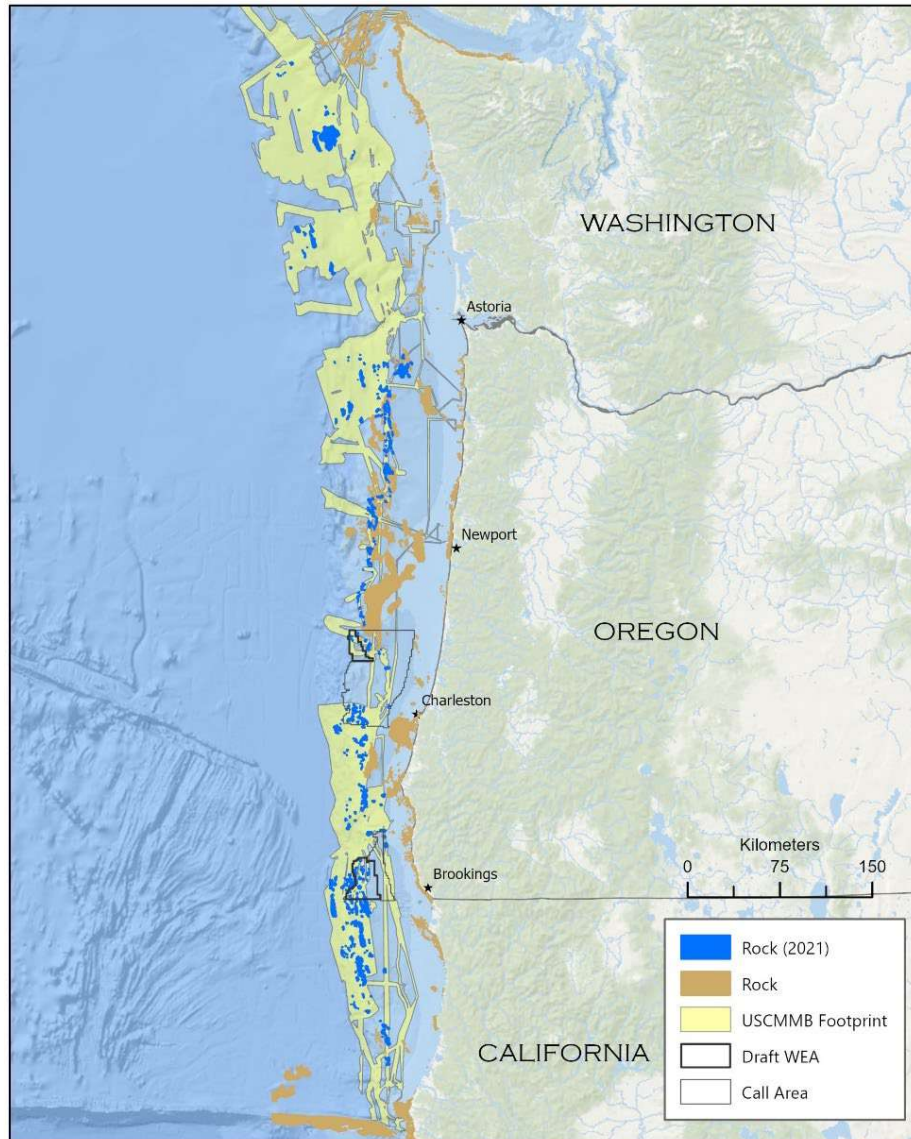 WASHINGTON
Astoria
Newport
OREGON
Charleston
Kilometers
0 75 150
Brookings
Rock (2021)
Rock
USCMMB Footprint
Draft WEA
Call Area
CALIFORNIA